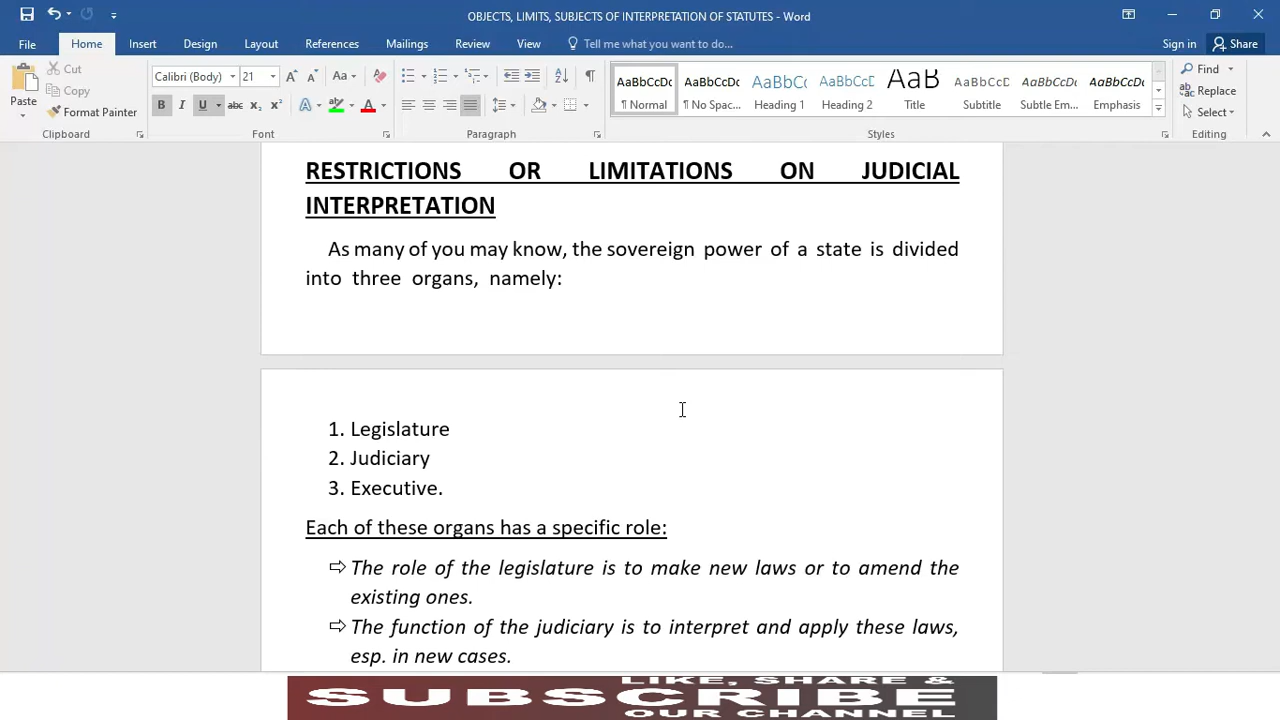 OBJECTS, LIMITS, SUBJECTS OF INTERPRETATION OF STATUTES - Word
File Home Insert Design Layout References Mailings Review View Tell me what you want to do... Sign in Share
Paste Cut Copy Format Painter
Clipboard
Calibri (Body) 21 Aa
B I U abc X₂ X² A A
Font
Paragraph
AaBbCcDc AaBbCcDc AaBbCc AaBbCcD AaB AaBbCcD AaBbCcDc AaBbCcDc
¶ Normal ¶ No Spac... Heading 1 Heading 2 Title Subtitle Subtle Em... Emphasis
Styles
Find
Replace
Select
Editing
RESTRICTIONS OR LIMITATIONS ON JUDICIAL
INTERPRETATION
As many of you may know, the sovereign power of a state is divided
into three organs, namely:
1. Legislature
2. Judiciary
3. Executive.
Each of these organs has a specific role:
⇨ The role of the legislature is to make new laws or to amend the
existing ones.
⇨ The function of the judiciary is to interpret and apply these laws,
esp. in new cases.
LIKE, SHARE &
SUBSCRIBE
OUR CHANNEL